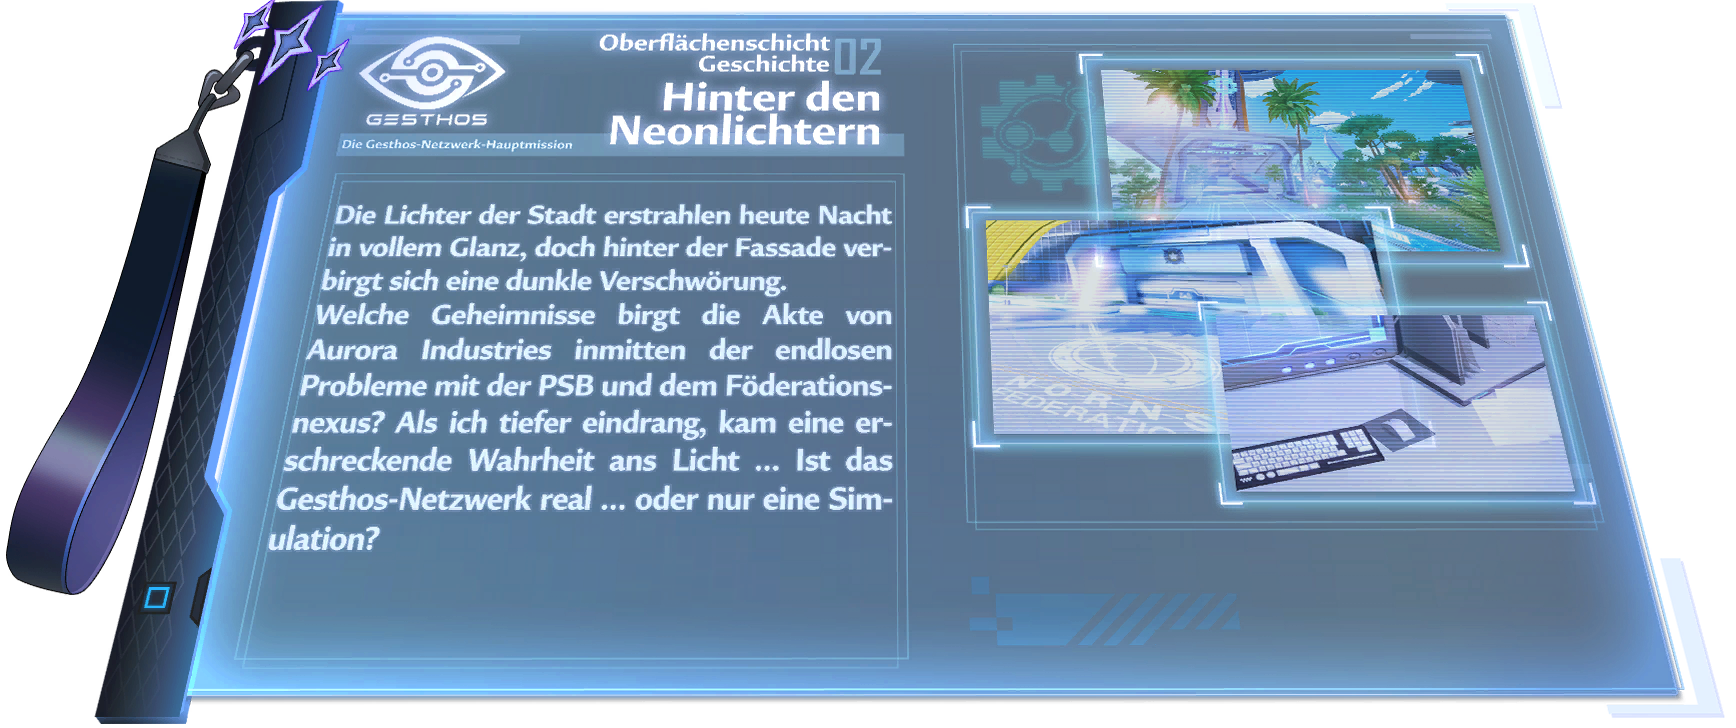 GESTHOS
Oberflächenschicht
Geschichte 02
Hinter den
Neonlichtern
Die Gesthos-Netzwerk-Hauptmission
Die Lichter der Stadt erstrahlen heute Nacht
in vollem Glanz, doch hinter der Fassade ver-
birgt sich eine dunkle Verschwörung.
Welche Geheimnisse birgt die Akte von
Aurora Industries inmitten der endlosen
Probleme mit der PSB und dem Föderations-
nexus? Als ich tiefer eindrang, kam eine er-
schreckende Wahrheit ans Licht ... Ist das
Gesthos-Netzwerk real ... oder nur eine Sim-
ulation?
NORNS
FEDERATIO